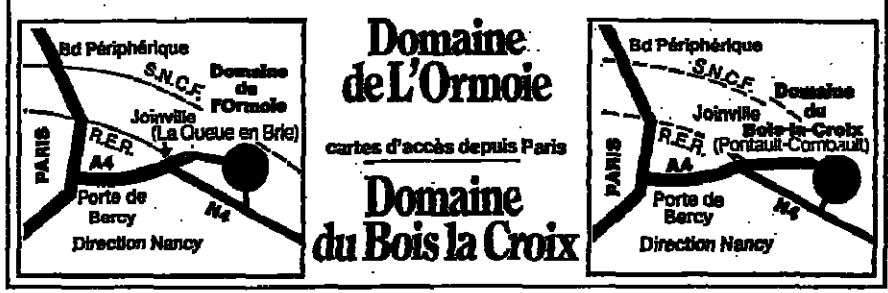 Bd Périphérique
S.N.C.F.
Domaine
de
l'Ormoie
Joinville
(La Queue en Brie)
R.E.R.
PARIS
A4
Porte de
Bercy
N4
Direction Nancy
Domaine
de L'Ormoie
cartes d'accès depuis Paris
Domaine
du Bois la Croix
Bd Périphérique
S.N.C.F.
Domaine
du
Bois-la-Croix
Joinville
(Pontault-Combault)
R.E.R.
PARIS
A4
Porte de
Bercy
N4
Direction Nancy